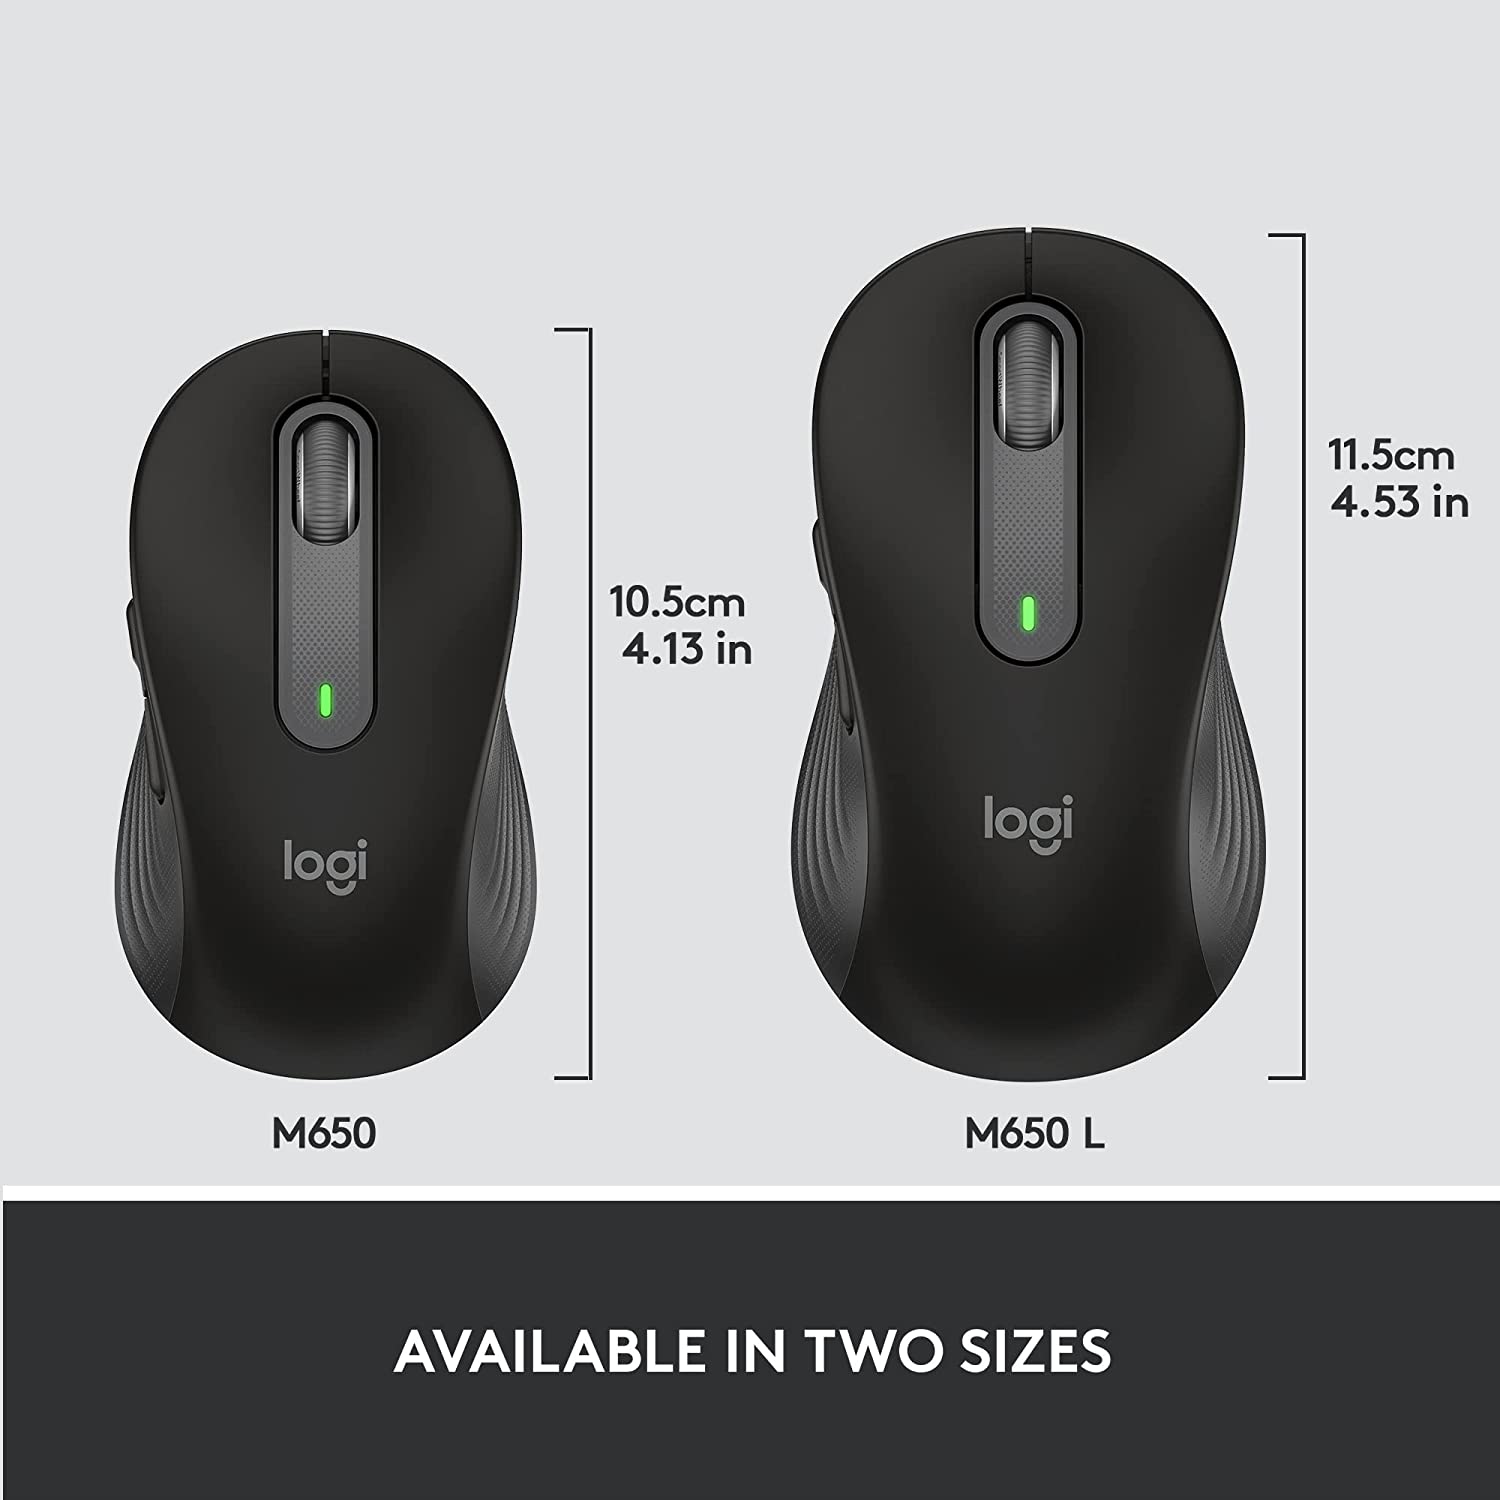 11.5cm
4.53 in
10.5cm
4.13 in
logi
logi
M650
M650 L
AVAILABLE IN TWO SIZES